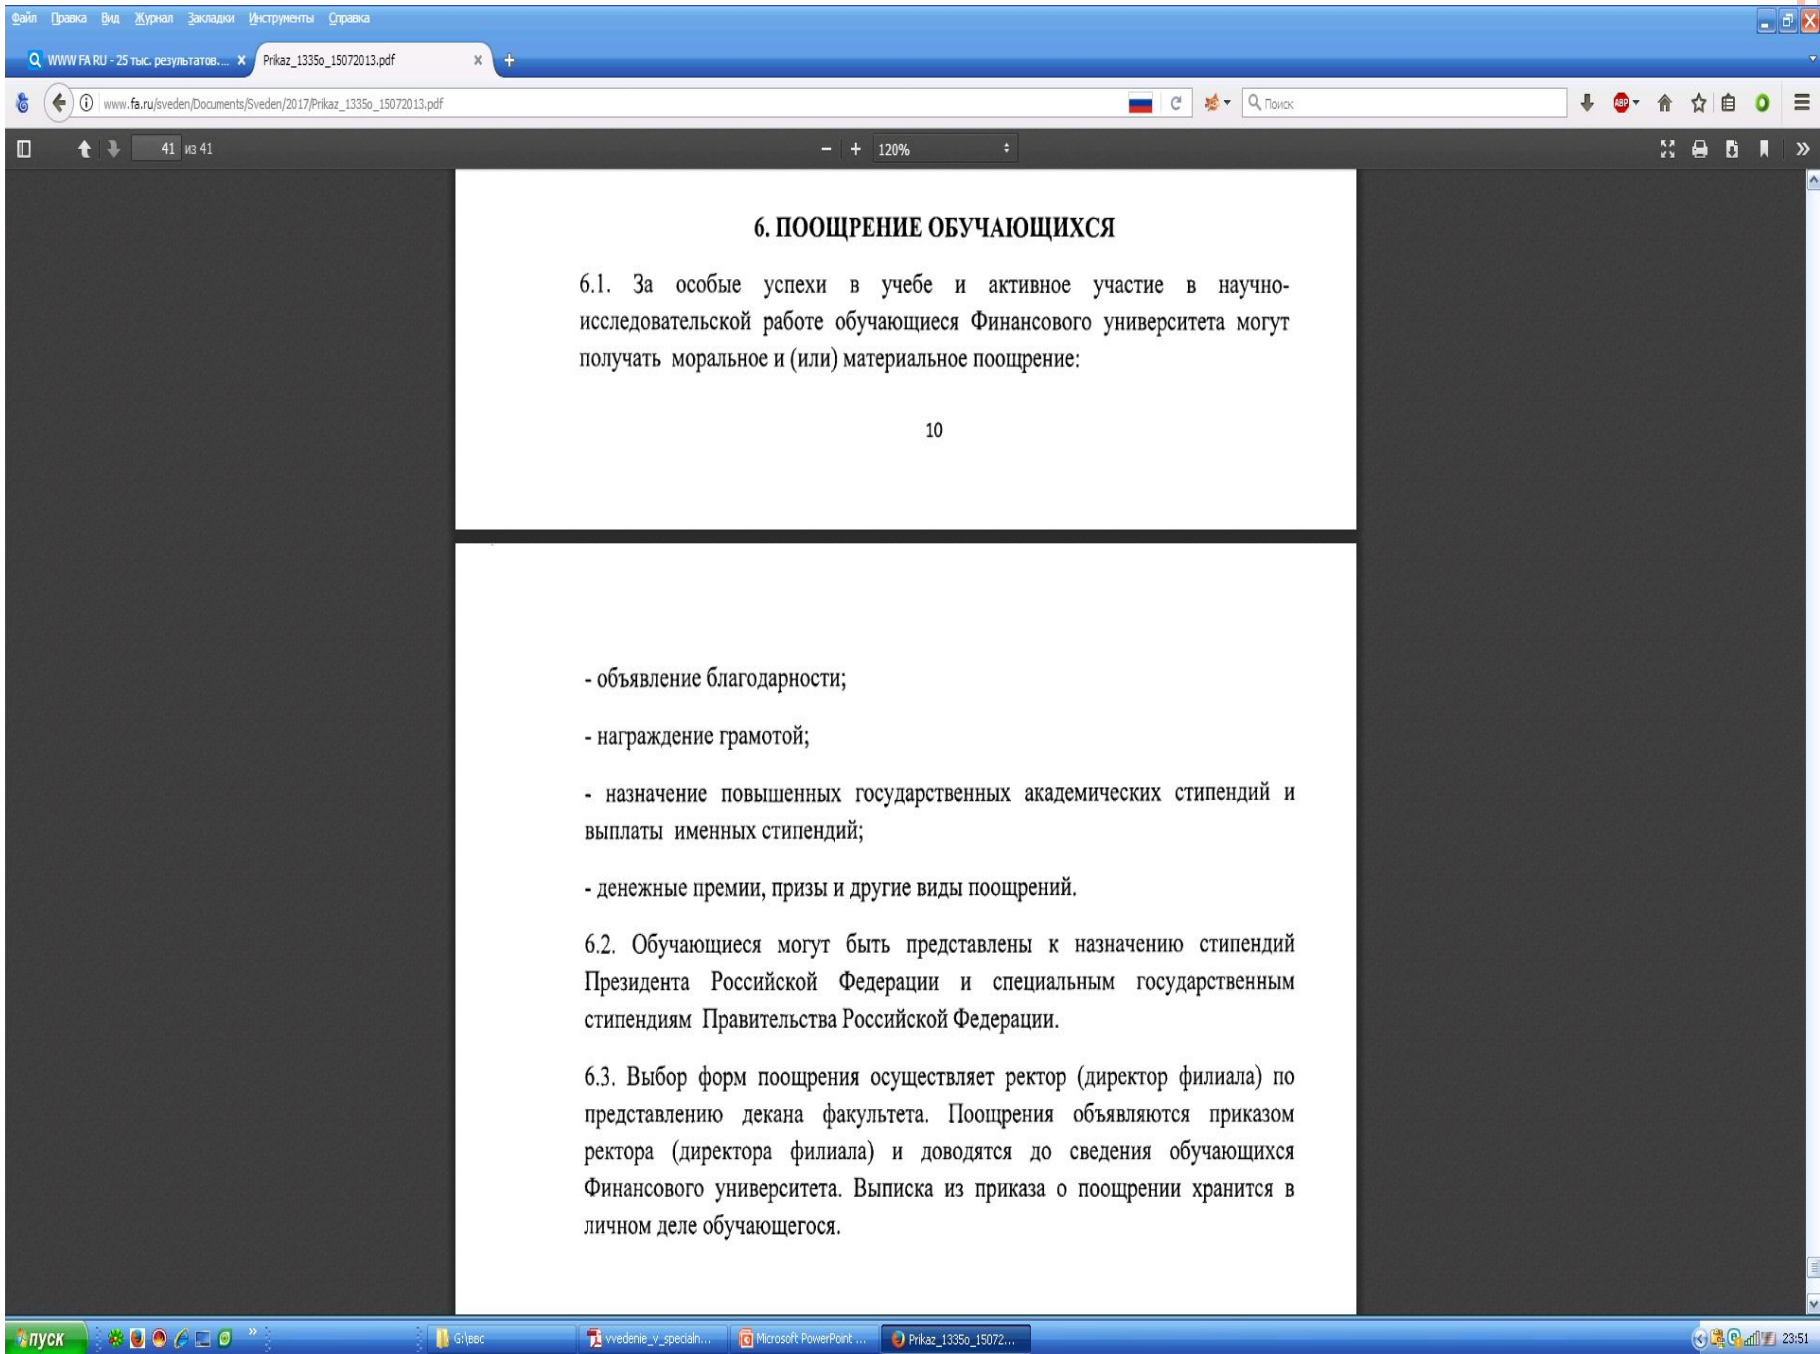 Файл Правка Вид Журнал Закладки Инструменты Справка
WWW FA RU - 25 тыс. результатов.... Prikaz_1335o_15072013.pdf
www.fa.ru/sveden/Documents/Sveden/2017/Prikaz_1335o_15072013.pdf
Поиск
ABP
41 из 41
120%
6. ПООЩРЕНИЕ ОБУЧАЮЩИХСЯ
6.1. За особые успехи в учебе и активное участие в научно-
исследовательской работе обучающиеся Финансового университета могут
получать моральное и (или) материальное поощрение:
10
- объявление благодарности;
- награждение грамотой;
- назначение повышенных государственных академических стипендий и
выплаты именных стипендий;
- денежные премии, призы и другие виды поощрений.
6.2. Обучающиеся могут быть представлены к назначению стипендий
Президента Российской Федерации и специальным государственным
стипендиям Правительства Российской Федерации.
6.3. Выбор форм поощрения осуществляет ректор (директор филиала) по
представлению декана факультета. Поощрения объявляются приказом
ректора (директора филиала) и доводятся до сведения обучающихся
Финансового университета. Выписка из приказа о поощрении хранится в
личном деле обучающегося.
пуск
G:\ввс
vvedenie_v_specialn...
Microsoft PowerPoint ...
Prikaz_1335o_15072...
23:51